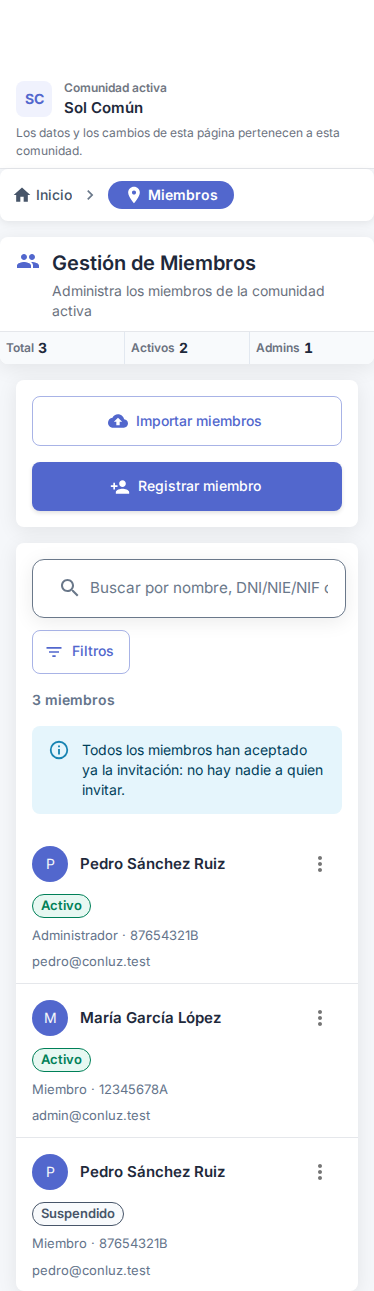 SC
Comunidad activa
Sol Común
Los datos y los cambios de esta página pertenecen a esta
comunidad.
Inicio
Miembros
Gestión de Miembros
Administra los miembros de la comunidad
activa
Total 3
Activos 2
Admins 1
Importar miembros
Registrar miembro
Buscar por nombre, DNI/NIE/NIF
Filtros
3 miembros
Todos los miembros han aceptado
ya la invitación: no hay nadie a quien
invitar.
P
Pedro Sánchez Ruiz
Activo
Administrador · 87654321B
pedro@conluz.test
M
María García López
Activo
Miembro · 12345678A
admin@conluz.test
P
Pedro Sánchez Ruiz
Suspendido
Miembro · 87654321B
pedro@conluz.test